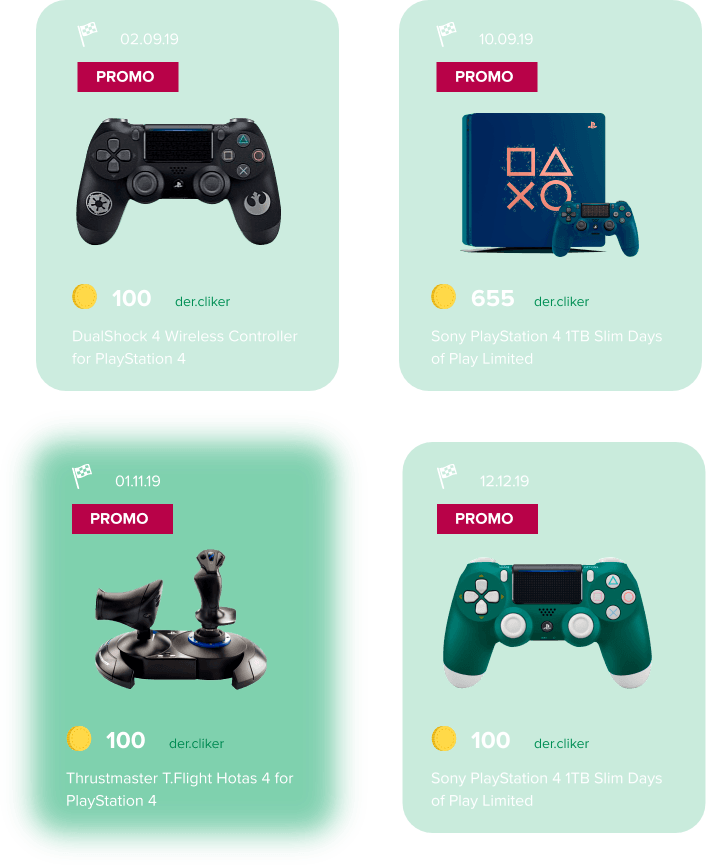 02.09.19
PROMO
100 der.cliker
DualShock 4 Wireless Controller
for PlayStation 4
10.09.19
PROMO
655 der.cliker
Sony PlayStation 4 1TB Slim Days
of Play Limited
01.11.19
PROMO
100 der.cliker
Thrustmaster T.Flight Hotas 4 for
PlayStation 4
12.12.19
PROMO
100 der.cliker
Sony PlayStation 4 1TB Slim Days
of Play Limited